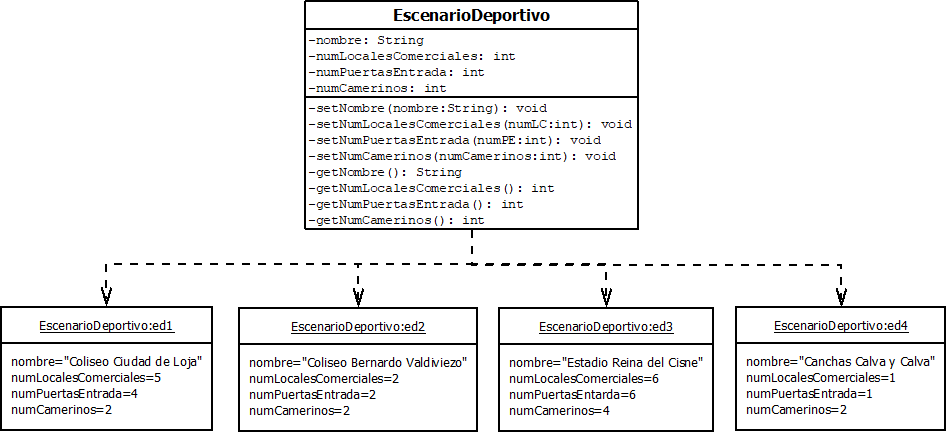 EscenarioDeportivo
-nombre: String
-numLocalesComerciales: int
-numPuertasEntrada: int
-numCamerinos: int
-setNombre(nombre:String): void
-setNumLocalesComerciales(numLC:int): void
-setNumPuertasEntrada(numPE:int): void
-setNumCamerinos(numCamerinos:int): void
-getNombre(): String
-getNumLocalesComerciales(): int
-getNumPuertasEntrada(): int
-getNumCamerinos(): int
EscenarioDeportivo:ed1
nombre="Coliseo Ciudad de Loja"
numLocalesComerciales=5
numPuertasEntrada=4
numCamerinos=2
EscenarioDeportivo:ed2
nombre="Coliseo Bernardo Valdiviezo"
numLocalesComerciales=2
numPuertasEntrada=2
numCamerinos=2
EscenarioDeportivo:ed3
nombre="Estadio Reina del Cisne"
numLocalesComerciales=6
numPuertasEntarda=6
numCamerinos=4
EscenarioDeportivo:ed4
nombre="Canchas Calva y Calva"
numLocalesComerciales=1
numPuertasEntrada=1
numCamerinos=2